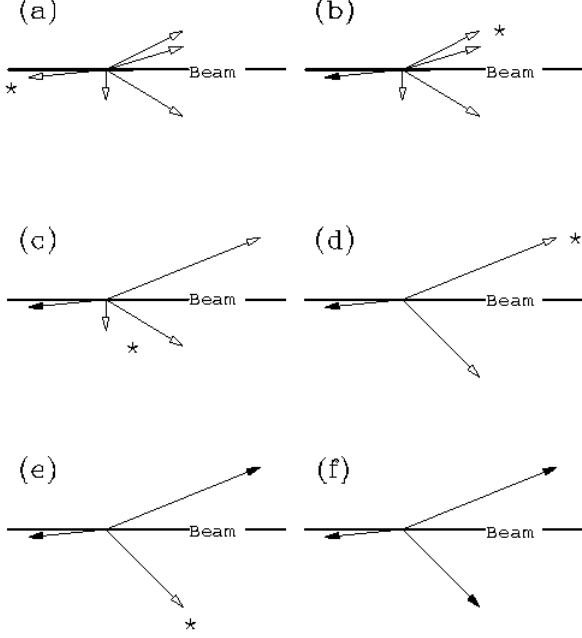 (a) (b)
* Beam Beam *
(c) (d)
Beam * Beam *
(e) (f)
Beam * Beam